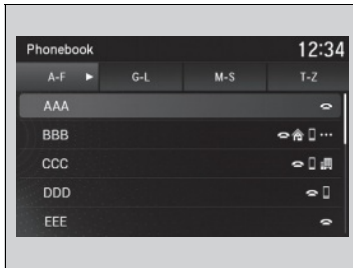 Phonebook 12:34
A-F G-L M-S T-Z
AAA
BBB
CCC
DDD
EEE